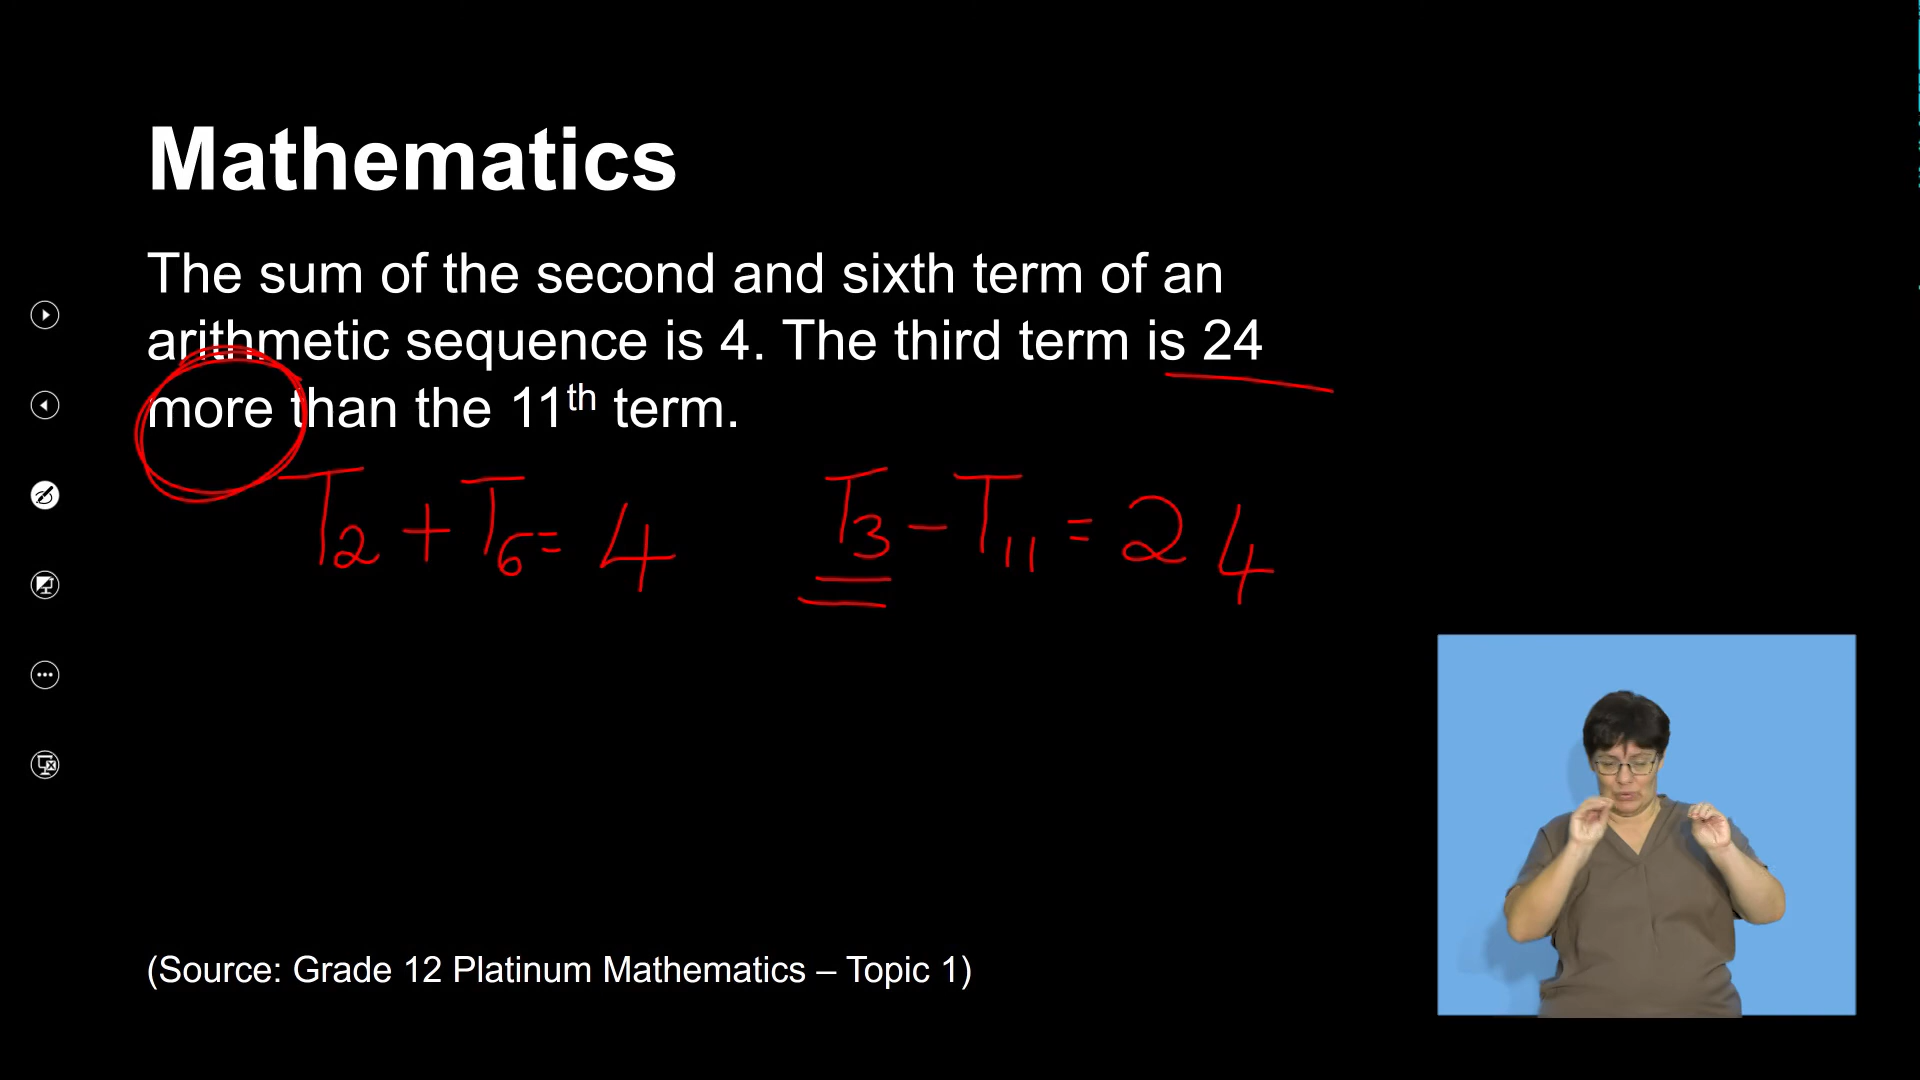 Mathematics
The sum of the second and sixth term of an
arithmetic sequence is 4. The third term is 24
more than the 11th term.
T₂ + T₆ = 4    T₃ − T₁₁ = 24
(Source: Grade 12 Platinum Mathematics – Topic 1)